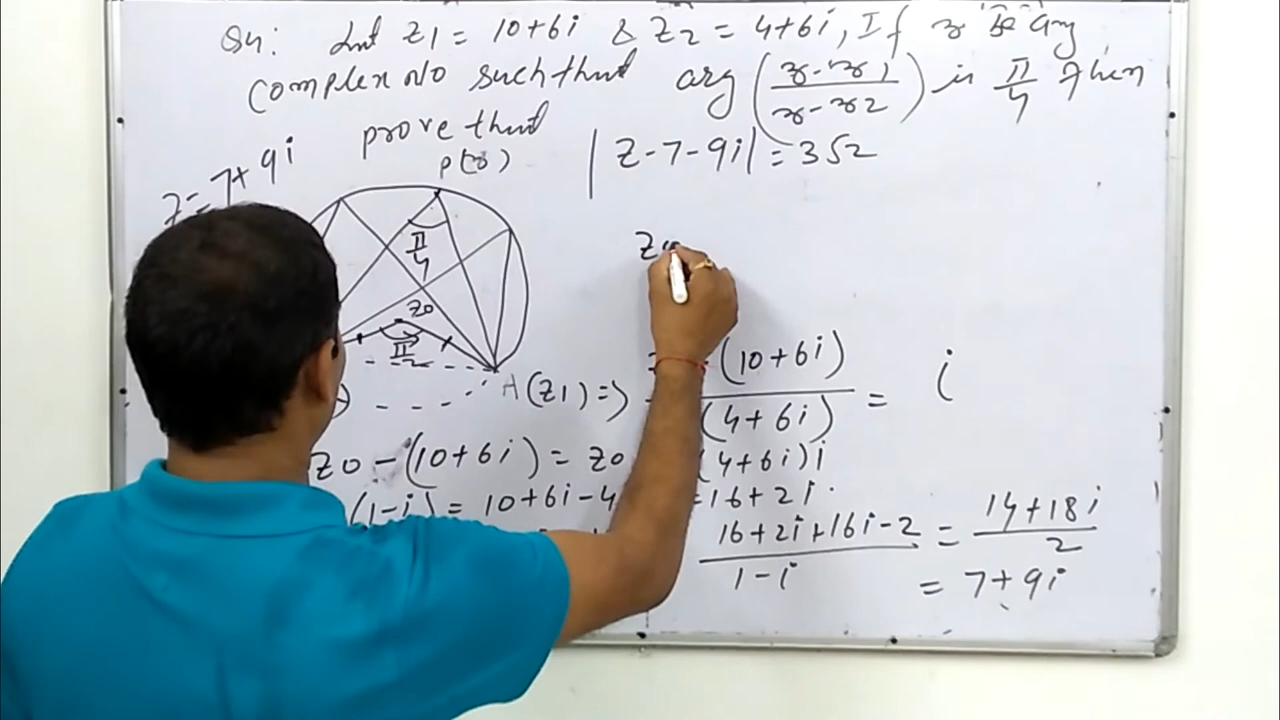 Q4: Let z1 = 10+6i & z2 = 4+6i, If z be any
complex No such that arg (z-z1 / z-z2) is π/4 then
prove that |z-7-9i| = 3√2
z = 7+9i
P(z)
π/4
z0
π/2
A(z1) ⇒
(10+6i) / (4+6i) = i
z0
z0 - (10+6i) = z0 (4+6i)i
(1-i) = 10+6i-4 = 16+2i
16+2i+16i-2 / 1-i = 14+18i / 2
= 7+9i